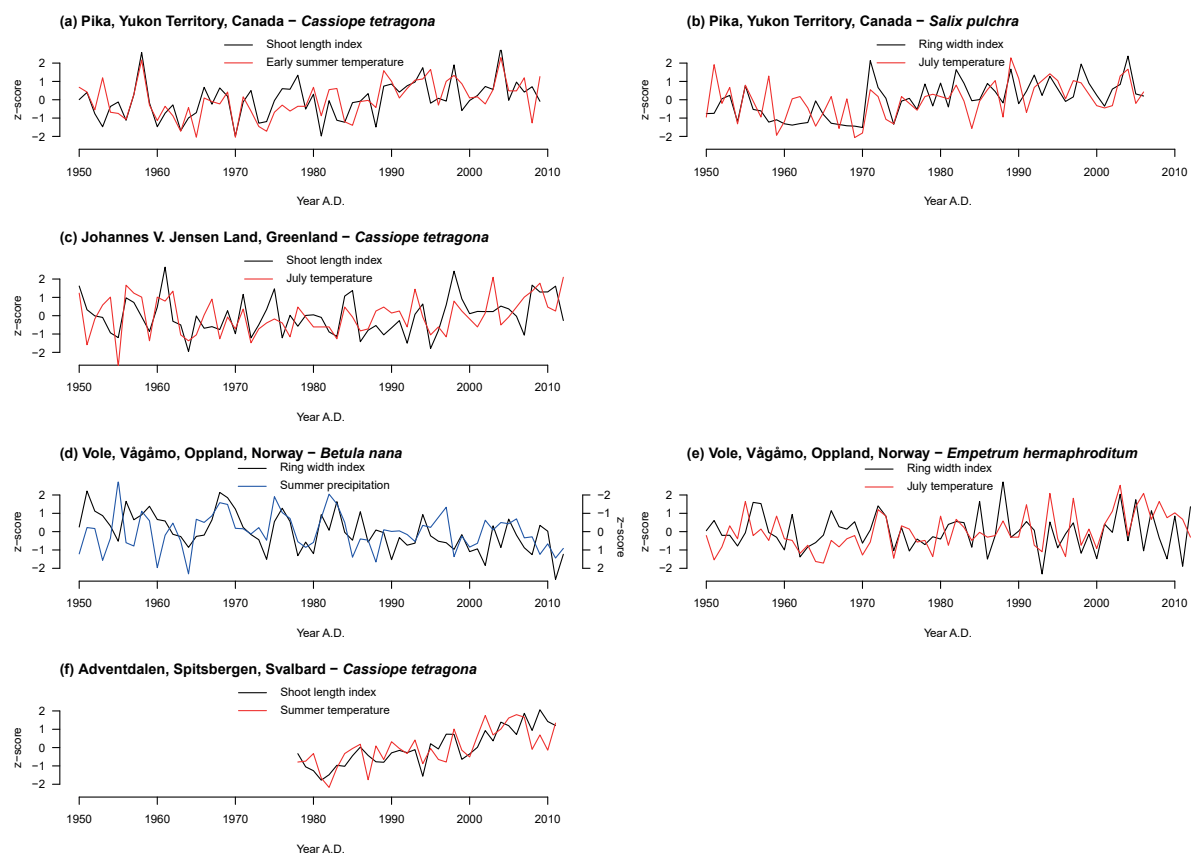 (a) Pika, Yukon Territory, Canada − Cassiope tetragona
Shoot length index
Early summer temperature
z−score
2
1
0
−1
−2
1950 1960 1970 1980 1990 2000 2010
Year A.D.
(b) Pika, Yukon Territory, Canada − Salix pulchra
Ring width index
July temperature
z−score
2
1
0
−1
−2
1950 1960 1970 1980 1990 2000 2010
Year A.D.
(c) Johannes V. Jensen Land, Greenland − Cassiope tetragona
Shoot length index
July temperature
z−score
2
1
0
−1
−2
1950 1960 1970 1980 1990 2000 2010
Year A.D.
(d) Vole, Vågåmo, Oppland, Norway − Betula nana
Ring width index
Summer precipitation
z−score
2
1
0
−1
−2
−2
−1
0
1
2
z−score
1950 1960 1970 1980 1990 2000 2010
Year A.D.
(e) Vole, Vågåmo, Oppland, Norway − Empetrum hermaphroditum
Ring width index
July temperature
z−score
2
1
0
−1
−2
1950 1960 1970 1980 1990 2000 2010
Year A.D.
(f) Adventdalen, Spitsbergen, Svalbard − Cassiope tetragona
Shoot length index
Summer temperature
z−score
2
1
0
−1
−2
1950 1960 1970 1980 1990 2000 2010
Year A.D.